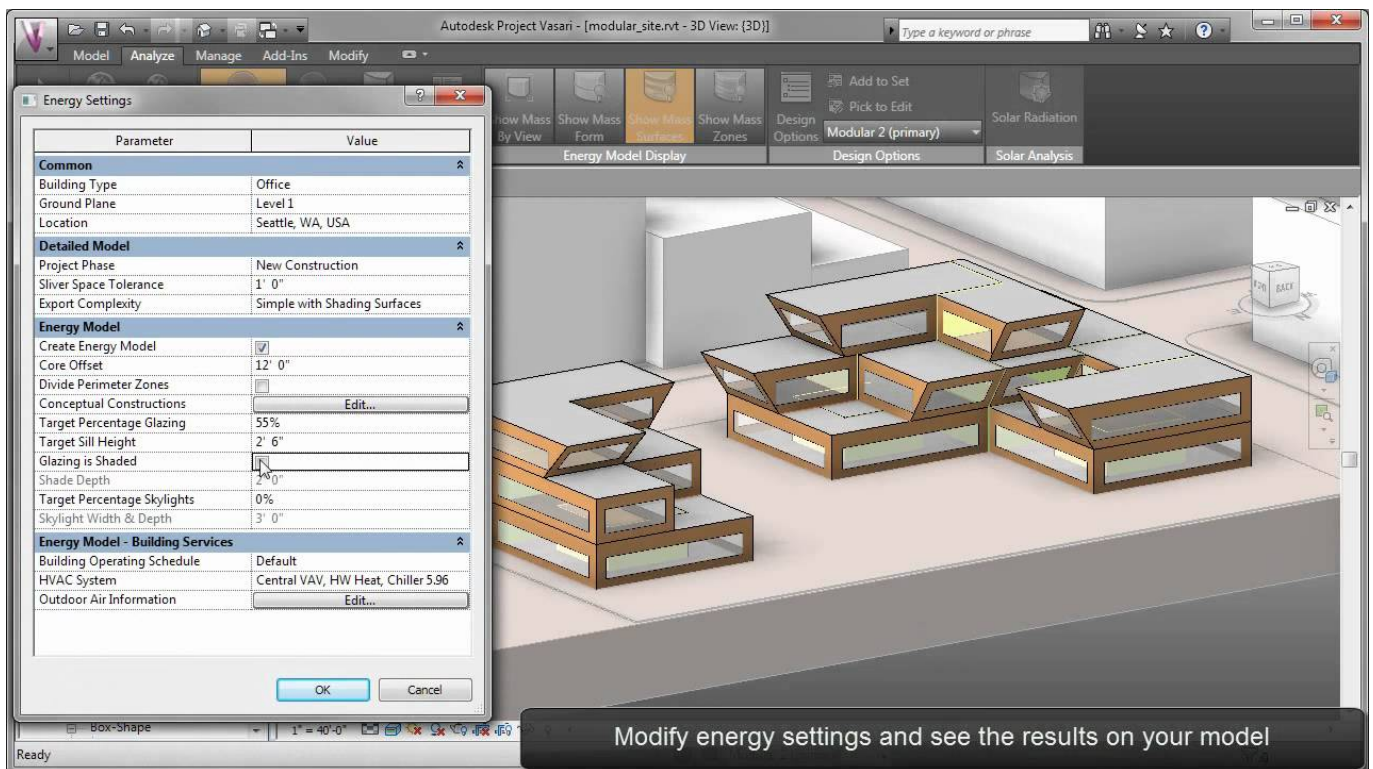 Autodesk Project Vasari - [modular_site.rvt - 3D View: {3D}]
Type a keyword or phrase
Model Analyze Manage Add-Ins Modify
Energy Settings
Parameter Value
Common
Building Type Office
Ground Plane Level 1
Location Seattle, WA, USA
Detailed Model
Project Phase New Construction
Sliver Space Tolerance 1' 0"
Export Complexity Simple with Shading Surfaces
Energy Model
Create Energy Model
Core Offset 12' 0"
Divide Perimeter Zones
Conceptual Constructions Edit...
Target Percentage Glazing 55%
Target Sill Height 2' 6"
Glazing is Shaded
Shade Depth 2' 0"
Target Percentage Skylights 0%
Skylight Width & Depth 3' 0"
Energy Model - Building Services
Building Operating Schedule Default
HVAC System Central VAV, HW Heat, Chiller 5.96
Outdoor Air Information Edit...
OK Cancel
how Mass Show Mass Show Mass Show Mass
By View Form Surfaces Zones
Energy Model Display
Design
Options
Add to Set
Pick to Edit
Modular 2 (primary)
Design Options
Solar Radiation
Solar Analysis
BACK
Box-Shape
1" = 40'-0"
Ready
Modify energy settings and see the results on your model